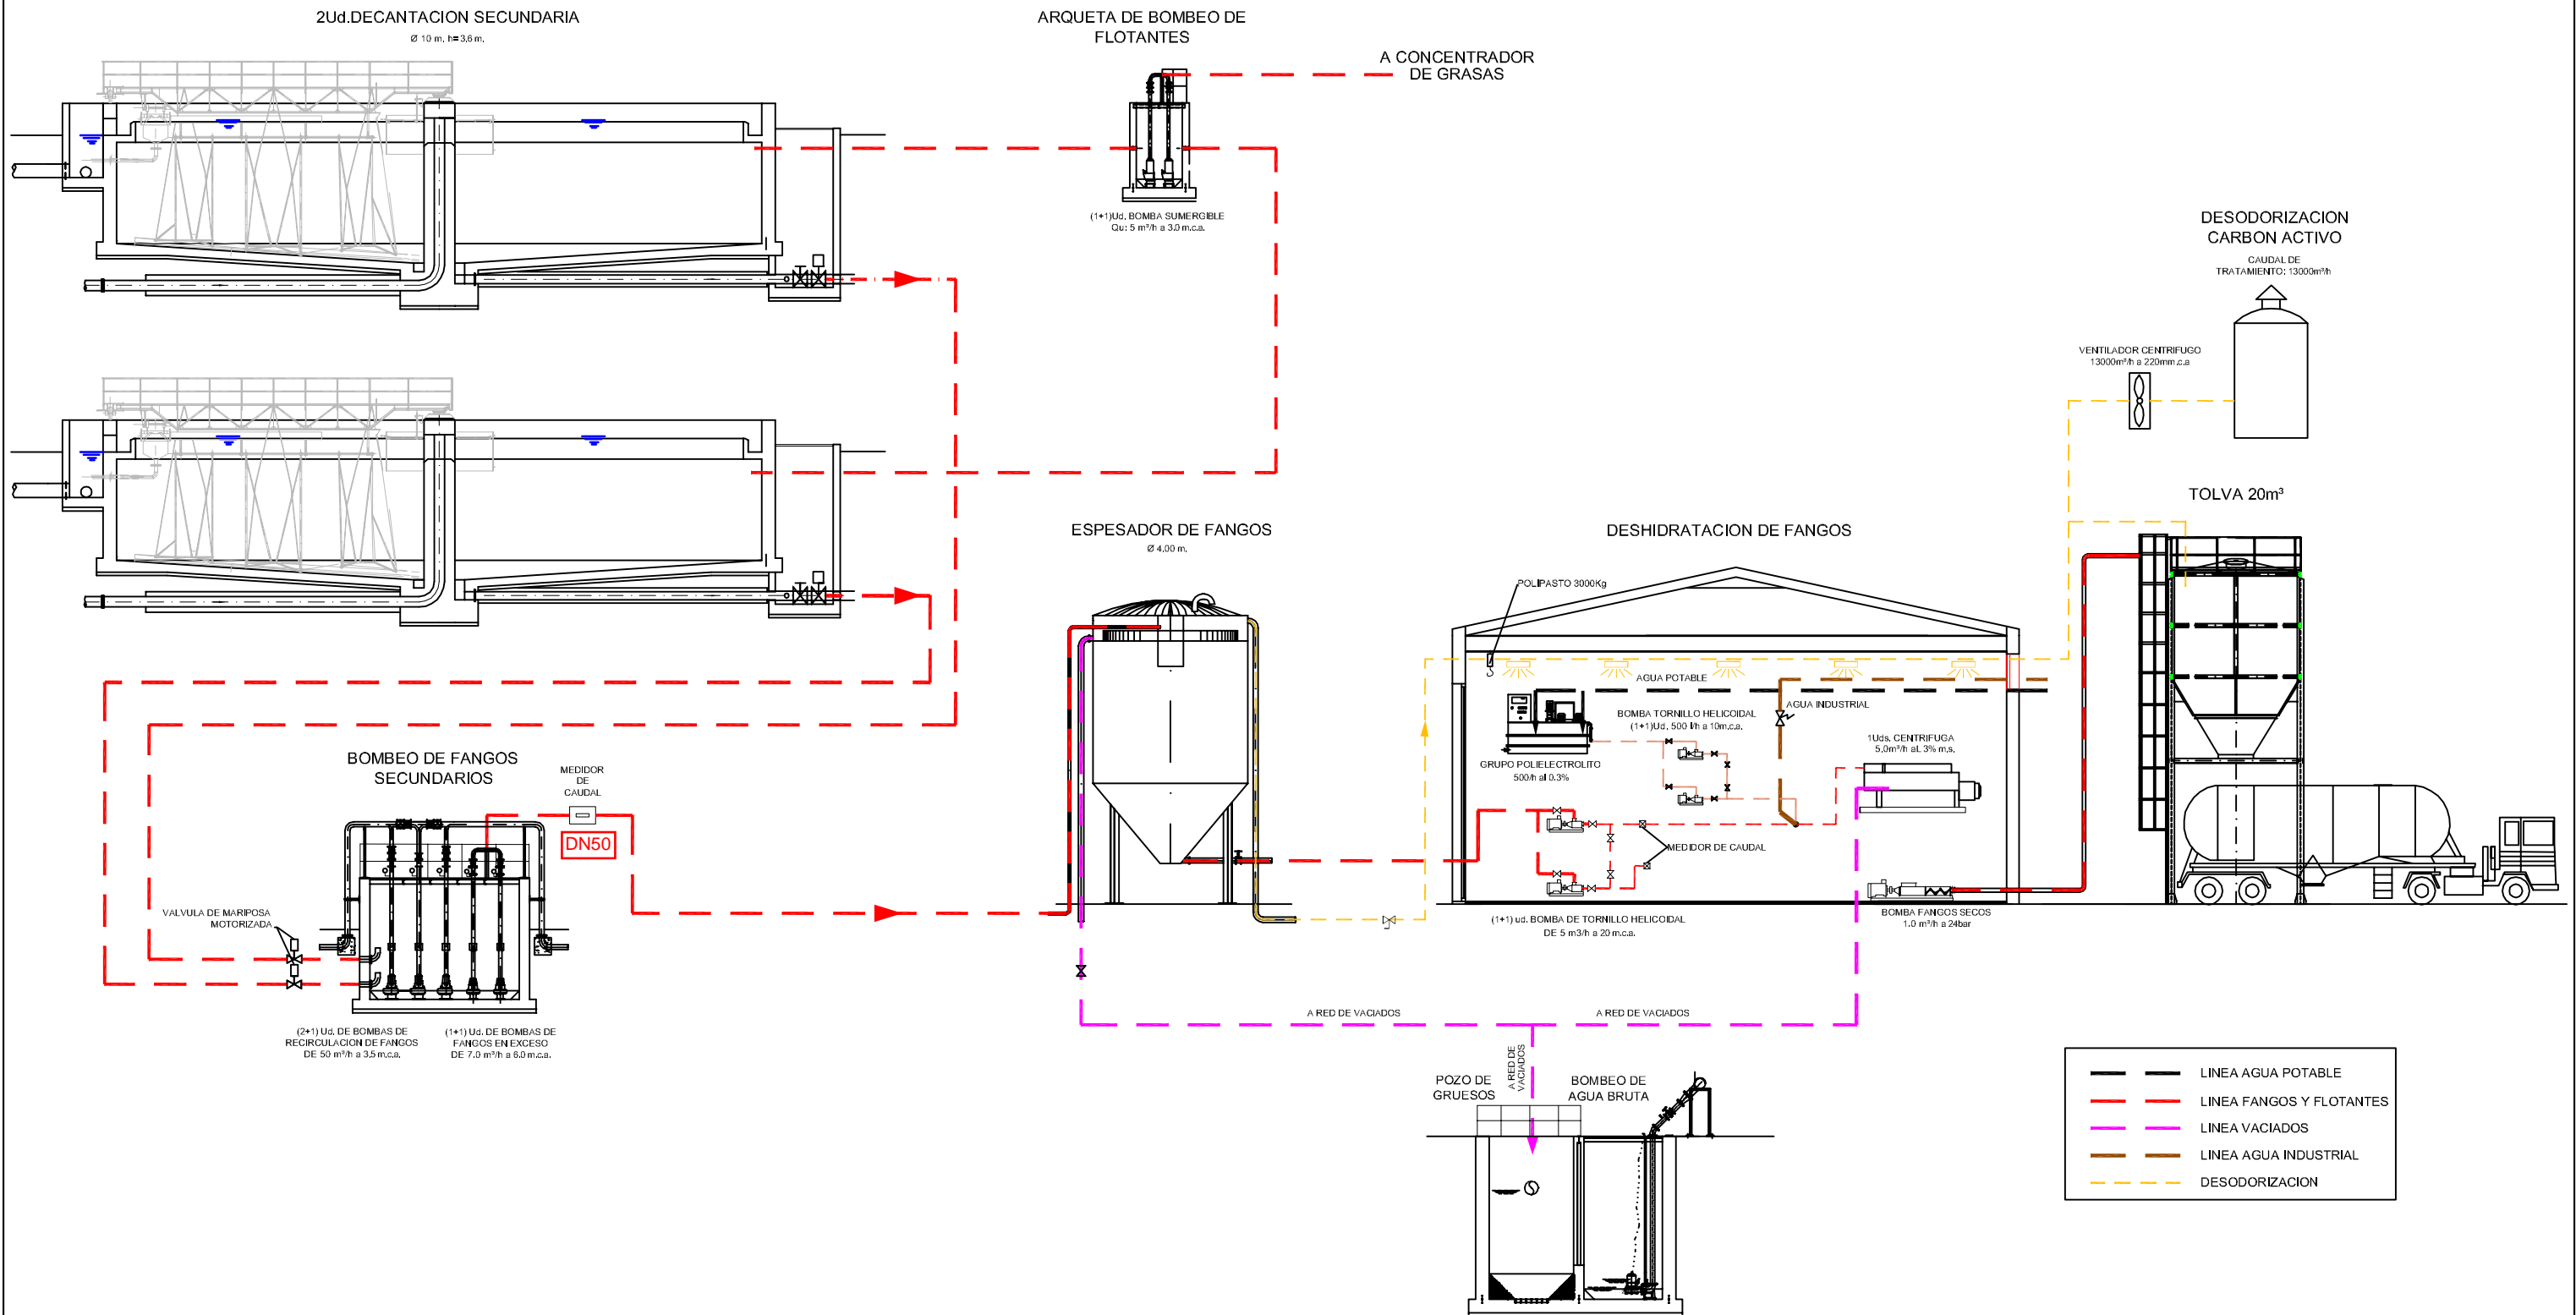 2Ud.DECANTACION SECUNDARIA
Ø 10 m. h=3,6 m.
ARQUETA DE BOMBEO DE
FLOTANTES
A CONCENTRADOR
DE GRASAS
(1+1)Ud. BOMBA SUMERGIBLE
Qu: 5 m³/h a 3.0 m.c.a.
DESODORIZACION
CARBON ACTIVO
CAUDAL DE
TRATAMIENTO: 13000m³/h
VENTILADOR CENTRIFUGO
13000m³/h a 220mm.c.a
TOLVA 20m³
ESPESADOR DE FANGOS
Ø 4,00 m.
DESHIDRATACION DE FANGOS
POLIPASTO 3000Kg
AGUA POTABLE
AGUA INDUSTRIAL
BOMBA TORNILLO HELICOIDAL
(1+1)Ud. 500 l/h a 10m.c.a.
GRUPO POLIELECTROLITO
500/h al 0.3%
1Uds. CENTRIFUGA
5,0m³/h aL 3% m,s,
MEDIDOR DE CAUDAL
(1+1) ud. BOMBA DE TORNILLO HELICOIDAL
DE 5 m3/h a 20 m.c.a.
BOMBA FANGOS SECOS
1.0 m³/h a 24bar
BOMBEO DE FANGOS
SECUNDARIOS
MEDIDOR
DE
CAUDAL
DN50
VALVULA DE MARIPOSA
MOTORIZADA
(2+1) Ud. DE BOMBAS DE
RECIRCULACION DE FANGOS
DE 50 m³/h a 3,5 m.c.a.
(1+1) Ud. DE BOMBAS DE
FANGOS EN EXCESO
DE 7.0 m³/h a 6.0 m.c.a.
A RED DE VACIADOS
A RED DE VACIADOS
A RED DE
VACIADOS
POZO DE
GRUESOS
BOMBEO DE
AGUA BRUTA
LINEA AGUA POTABLE
LINEA FANGOS Y FLOTANTES
LINEA VACIADOS
LINEA AGUA INDUSTRIAL
DESODORIZACION